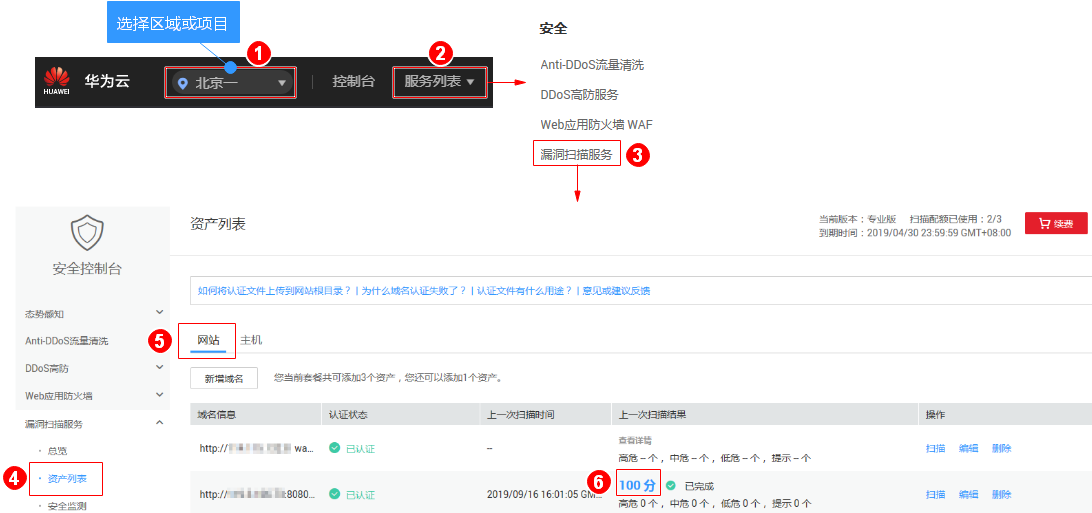 选择区域或项目
1
2
HUAWEI
华为云
北京一
控制台
服务列表
安全
Anti-DDoS流量清洗
DDoS高防服务
Web应用防火墙 WAF
漏洞扫描服务
3
安全控制台
态势感知
Anti-DDoS流量清洗
DDoS高防
Web应用防火墙
漏洞扫描服务
总览
4
资产列表
安全监测
资产列表
当前版本：专业版 扫描配额已使用：2/3
到期时间：2019/04/30 23:59:59 GMT+08:00
续费
如何将认证文件上传到网站根目录？ | 为什么域名认证失败了？ | 认证文件有什么用途？ | 意见或建议反馈
5
网站 主机
新增域名
您当前套餐共可添加3个资产，您还可以添加1个资产。
域名信息 认证状态 上一次扫描时间 上一次扫描结果 操作
http:// wa... 已认证 -- 查看详情
高危 -- 个，中危 -- 个，低危 -- 个，提示 -- 个
扫描 编辑 删除
6
http:// :8080... 已认证 2019/09/16 16:01:05 GM... 100 分 已完成
高危 0 个，中危 0 个，低危 0 个，提示 0 个
扫描 编辑 删除